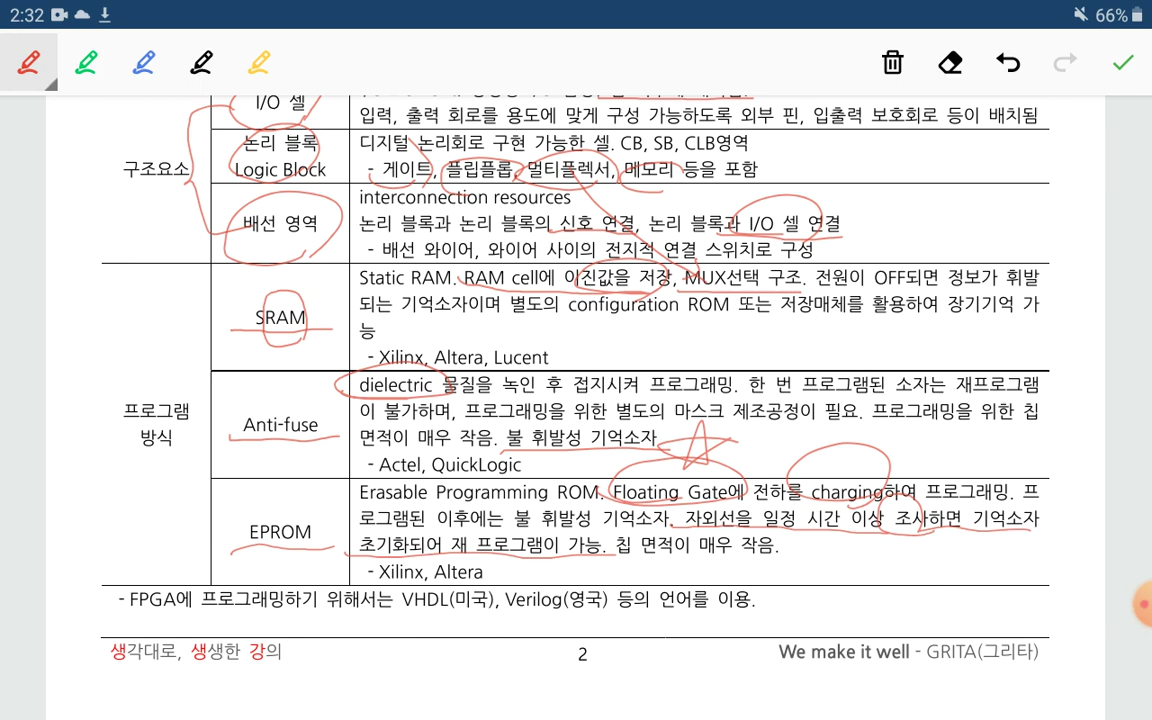 2:32
66%
I/O 셀
입력, 출력 회로를 용도에 맞게 구성 가능하도록 외부 핀, 입출력 보호회로 등이 배치됨
구조요소
논리 블록
Logic Block
디지털 논리회로로 구현 가능한 셀. CB, SB, CLB영역
- 게이트, 플립플롭, 멀티플렉서, 메모리 등을 포함
배선 영역
interconnection resources
논리 블록과 논리 블록의 신호 연결, 논리 블록과 I/O 셀 연결
- 배선 와이어, 와이어 사이의 전지적 연결 스위치로 구성
프로그램
방식
SRAM
Static RAM. RAM cell에 이진값을 저장, MUX선택 구조. 전원이 OFF되면 정보가 휘발
되는 기억소자이며 별도의 configuration ROM 또는 저장매체를 활용하여 장기기억 가
능
- Xilinx, Altera, Lucent
Anti-fuse
dielectric 물질을 녹인 후 접지시켜 프로그래밍. 한 번 프로그램된 소자는 재프로그램
이 불가하며, 프로그래밍을 위한 별도의 마스크 제조공정이 필요. 프로그래밍을 위한 칩
면적이 매우 작음. 불 휘발성 기억소자
- Actel, QuickLogic
EPROM
Erasable Programming ROM. Floating Gate에 전하를 charging하여 프로그래밍. 프
로그램된 이후에는 불 휘발성 기억소자. 자외선을 일정 시간 이상 조사하면 기억소자
초기화되어 재 프로그램이 가능. 칩 면적이 매우 작음.
- Xilinx, Altera
- FPGA에 프로그래밍하기 위해서는 VHDL(미국), Verilog(영국) 등의 언어를 이용.
생각대로, 생생한 강의
2
We make it well - GRITA(그리타)